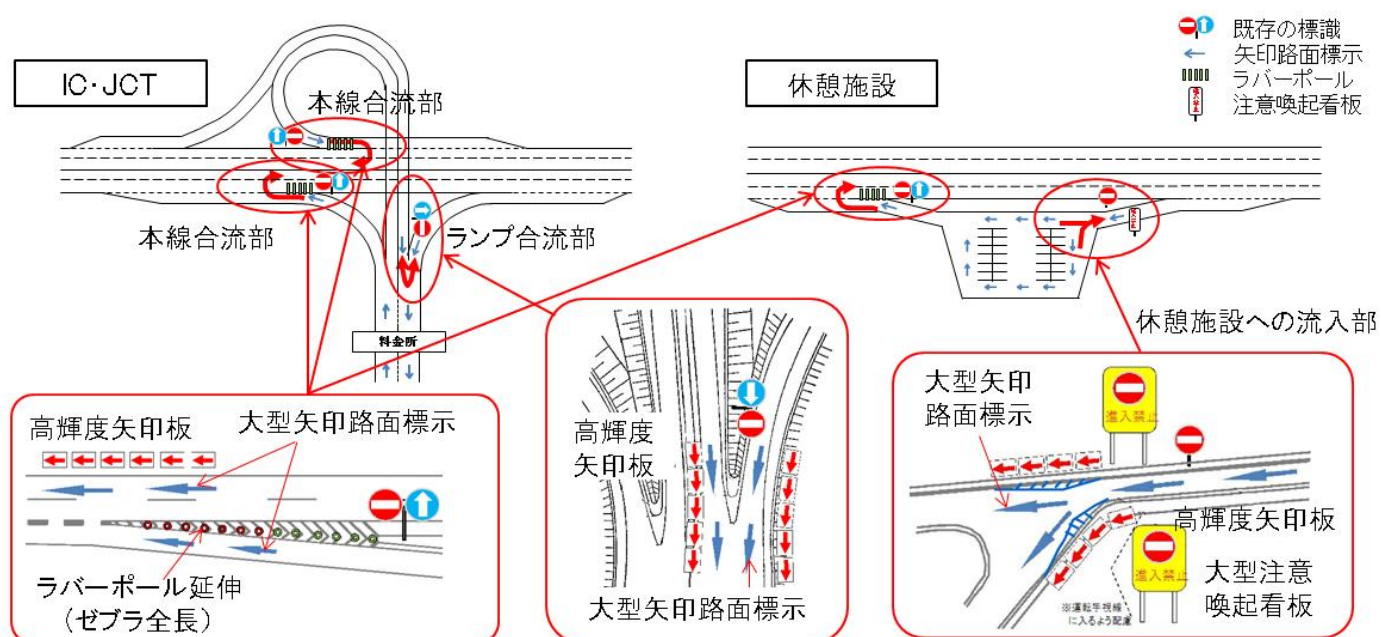 IC・JCT
本線合流部
本線合流部
ランプ合流部
料金所
休憩施設
既存の標識
矢印路面標示
ラバーポール
注意喚起看板
休憩施設への流入部
高輝度矢印板
大型矢印路面標示
ラバーポール延伸
(ゼブラ全長)
高輝度
矢印板
大型矢印路面標示
大型矢印
路面標示
進入禁止
高輝度矢印板
進入禁止
大型注意
喚起看板
※運転手視線
に入るよう配慮